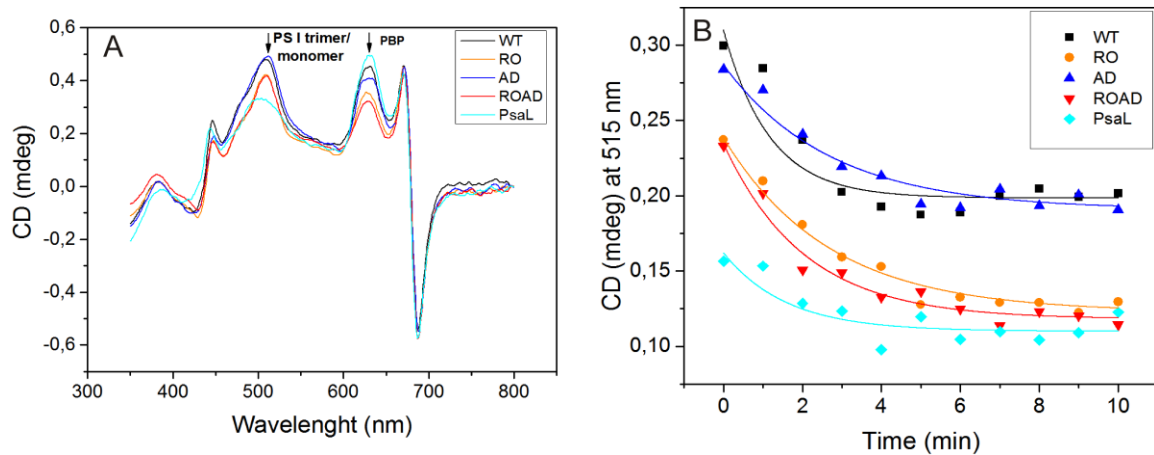 A
PS I trimer/
monomer
PBP
WT
RO
AD
ROAD
PsaL
CD (mdeg)
0,6
0,4
0,2
0,0
-0,2
-0,4
-0,6
300 400 500 600 700 800
Wavelenght (nm)
B
WT
RO
AD
ROAD
PsaL
CD (mdeg) at 515 nm
0,30
0,25
0,20
0,15
0,10
0 2 4 6 8 10
Time (min)